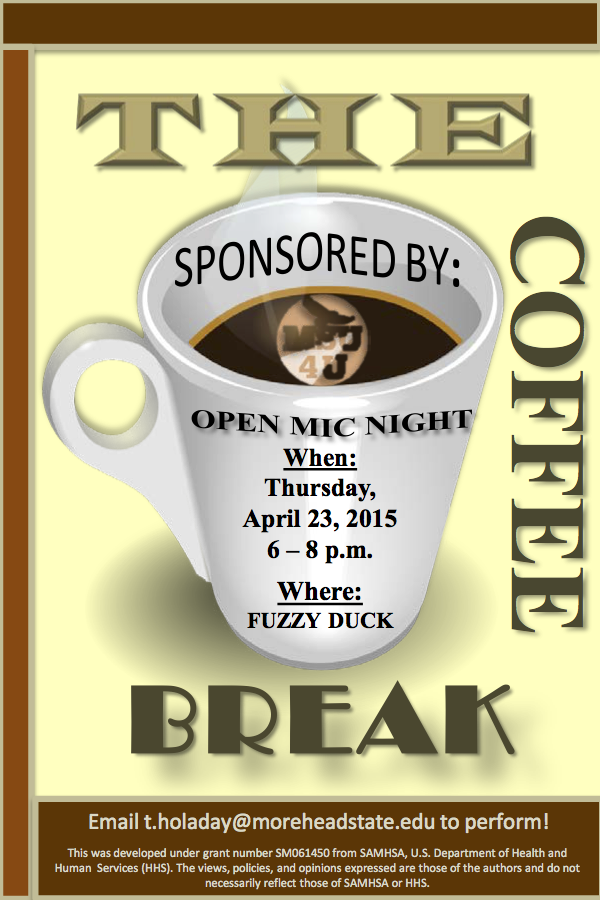 THE
COFFEE
BREAK
SPONSORED BY:
MSU
4 U
OPEN MIC NIGHT
When:
Thursday,
April 23, 2015
6 – 8 p.m.
Where:
FUZZY DUCK
Email t.holaday@moreheadstate.edu to perform!
This was developed under grant number SM061450 from SAMHSA, U.S. Department of Health and
Human Services (HHS). The views, policies, and opinions expressed are those of the authors and do not
necessarily reflect those of SAMHSA or HHS.